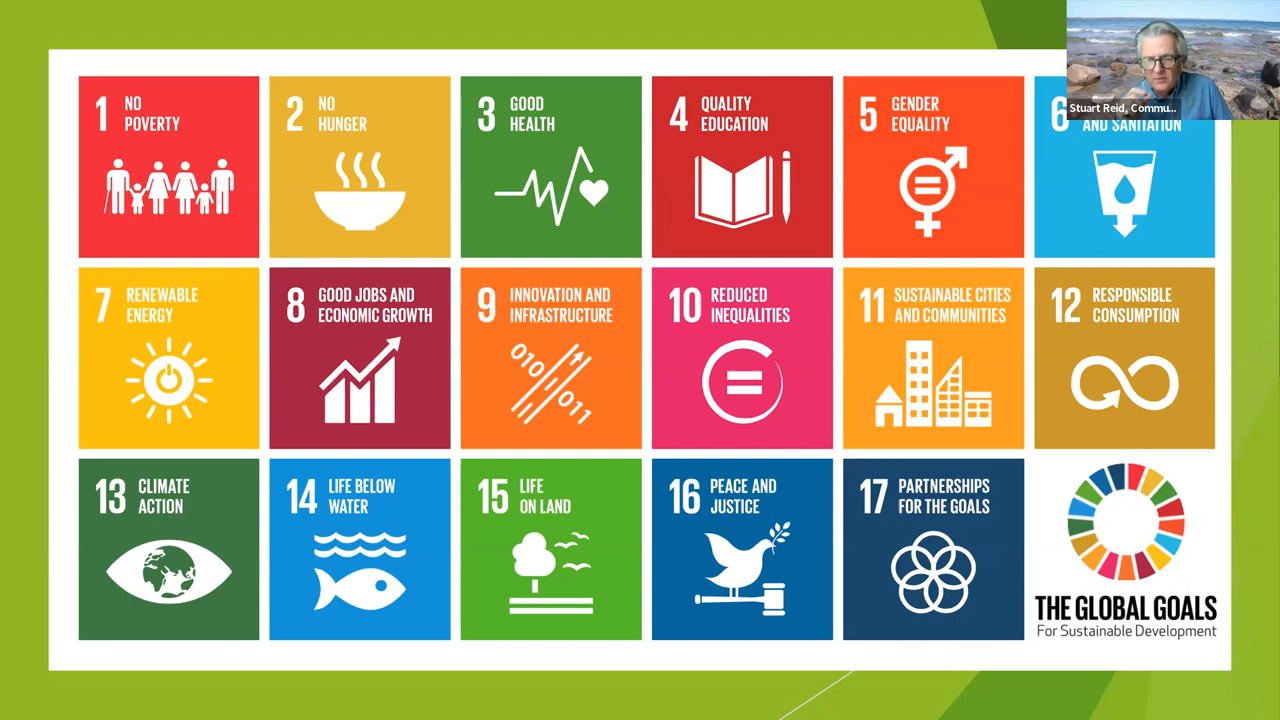 Stuart Reid, Commu...
1 NO
POVERTY
2 NO
HUNGER
3 GOOD
HEALTH
4 QUALITY
EDUCATION
5 GENDER
EQUALITY
6
AND SANITATION
7 RENEWABLE
ENERGY
8 GOOD JOBS AND
ECONOMIC GROWTH
9 INNOVATION AND
INFRASTRUCTURE
010
011
10 REDUCED
INEQUALITIES
11 SUSTAINABLE CITIES
AND COMMUNITIES
12 RESPONSIBLE
CONSUMPTION
13 CLIMATE
ACTION
14 LIFE BELOW
WATER
15 LIFE
ON LAND
16 PEACE AND
JUSTICE
17 PARTNERSHIPS
FOR THE GOALS
THE GLOBAL GOALS
For Sustainable Development